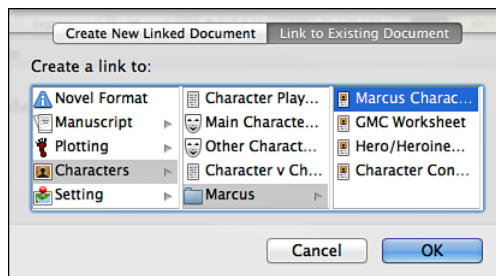 Create New Linked Document
Link to Existing Document
Create a link to:
Novel Format
Manuscript
Plotting
Characters
Setting
Character Play...
Main Characte...
Other Charact...
Character v Ch...
Marcus
Marcus Charac...
GMC Worksheet
Hero/Heroine...
Character Con...
Cancel
OK